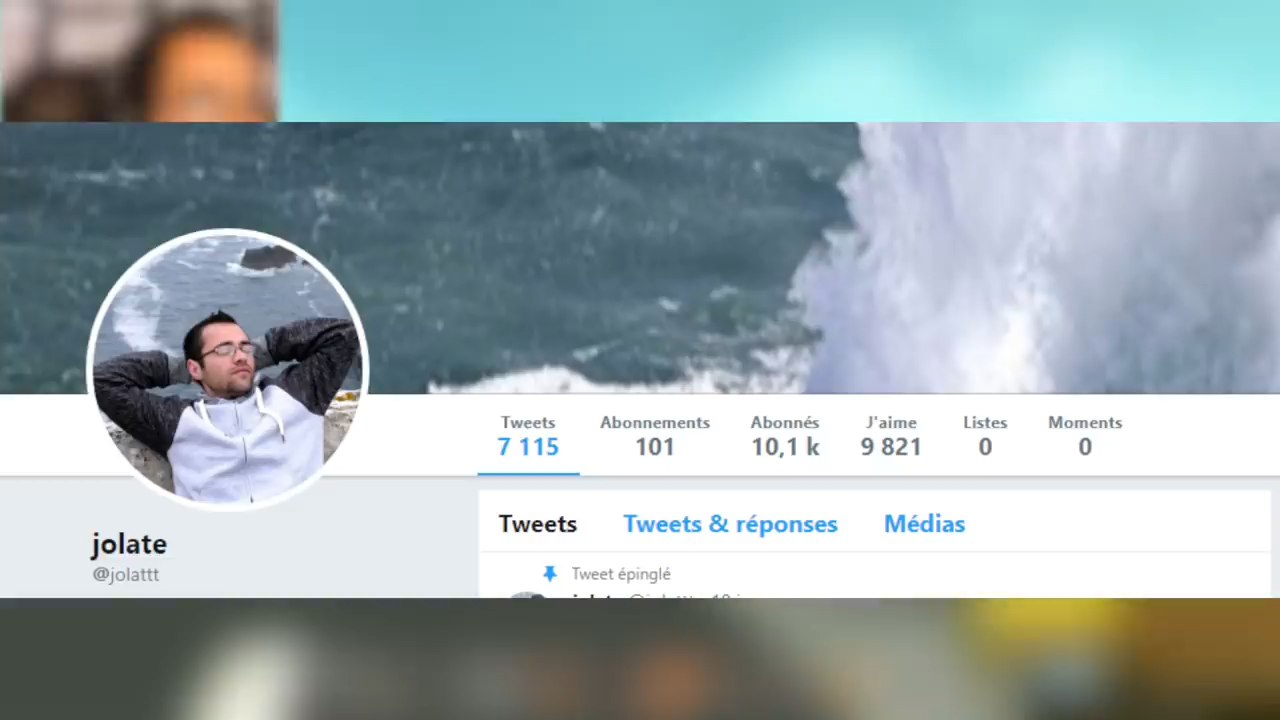 Tweets Abonnements Abonnés J'aime Listes Moments
7 115 101 10,1 k 9 821 0 0
jolate
@jolattt
Tweets Tweets & réponses Médias
Tweet épinglé